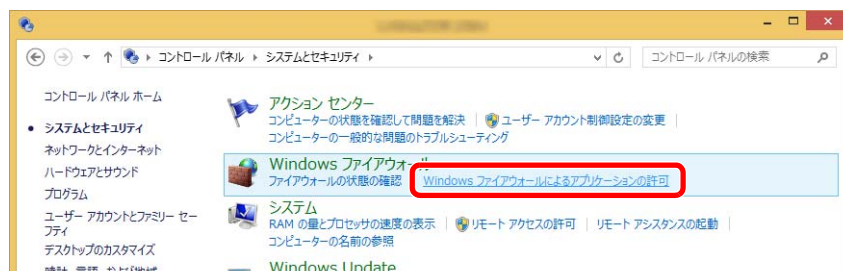 コントロール パネル ▸ システムとセキュリティ ▸ コントロール パネルの検索
コントロール パネル ホーム
システムとセキュリティ
ネットワークとインターネット
ハードウェアとサウンド
プログラム
ユーザー アカウントとファミリー セー
フティ
デスクトップのカスタマイズ
時計、言語、および地域
アクション センター
コンピューターの状態を確認して問題を解決 ユーザー アカウント制御設定の変更
コンピューターの一般的な問題のトラブルシューティング
Windows ファイアウォール
ファイアウォールの状態の確認 Windows ファイアウォールによるアプリケーションの許可
システム
RAM の量とプロセッサの速度の表示 リモート アクセスの許可 リモート アシスタンスの起動
コンピューターの名前の参照
Windows Update